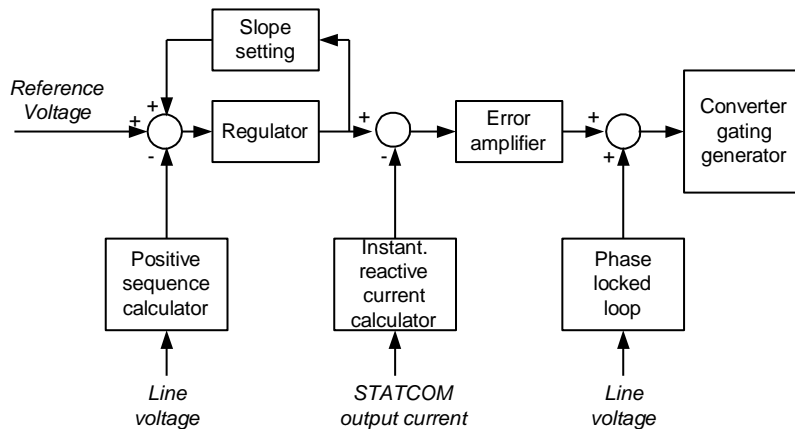 Slope
setting
Reference
Voltage
+
+
-
Regulator
+
-
Error
amplifier
+
+
Converter
gating
generator
Positive
sequence
calculator
Instant.
reactive
current
calculator
Phase
locked
loop
Line
voltage
STATCOM
output current
Line
voltage